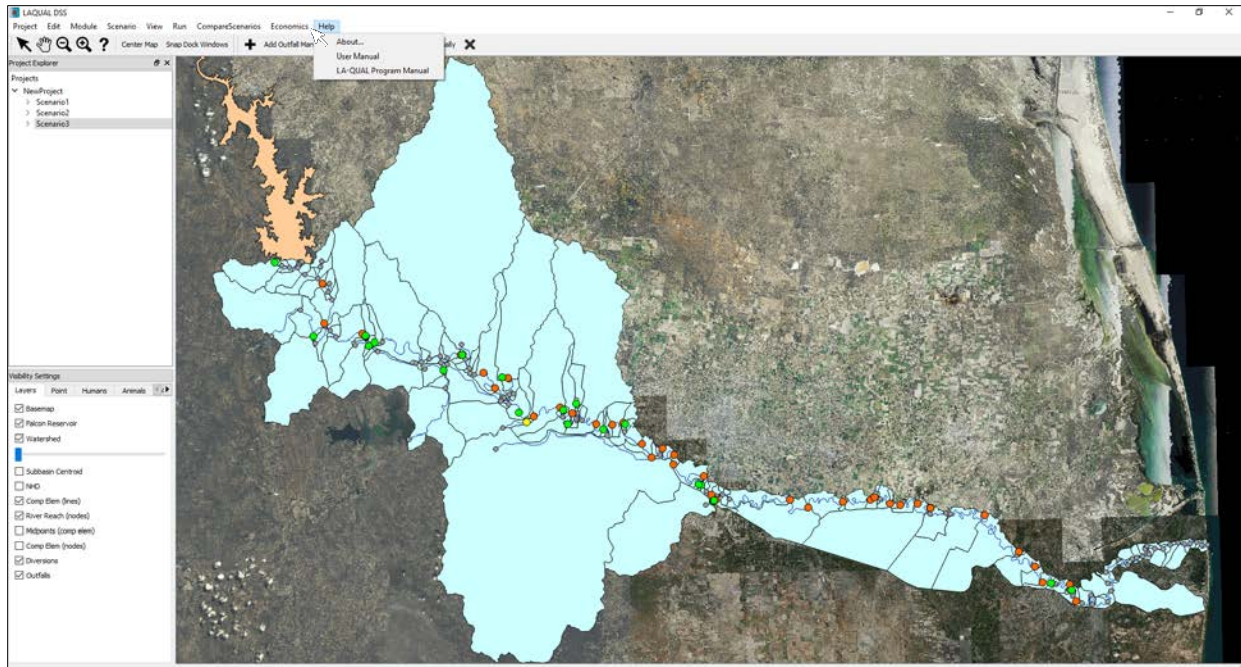 LAQUAL DSS
Project Edit Module Scenario View Run CompareScenarios Economics Help
? Center Map Snap Dock Windows Add Outfall Man
About...
User Manual
LA-QUAL Program Manual
Project Explorer
Projects
NewProject
Scenario1
Scenario2
Scenario3
Visibility Settings
Layers Point Humans Animals
Basemap
Falcon Reservoir
Watershed
Subbasin Centroid
NHD
Comp Elem (lines)
River Reach (nodes)
Midpoints (comp elem)
Comp Elem (nodes)
Diversions
Outfalls